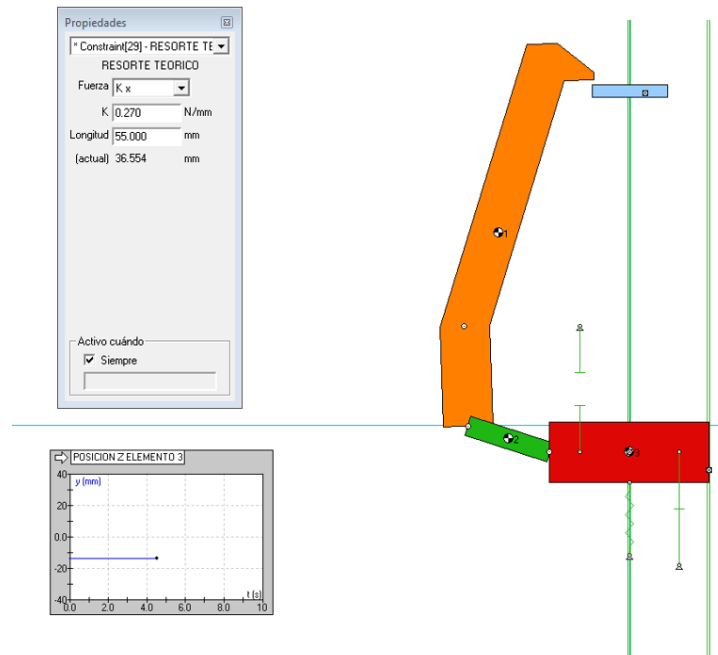 Propiedades
* Constraint[29] - RESORTE TE
RESORTE TEORICO
Fuerza K x
K 0.270 N/mm
Longitud 55.000 mm
(actual) 36.554 mm
Activo cuándo
Siempre
1
2
3
POSICION Z ELEMENTO 3
y (mm)
40
20
0.0
-20
-40
t (s)
0.0 2.0 4.0 6.0 8.0 10